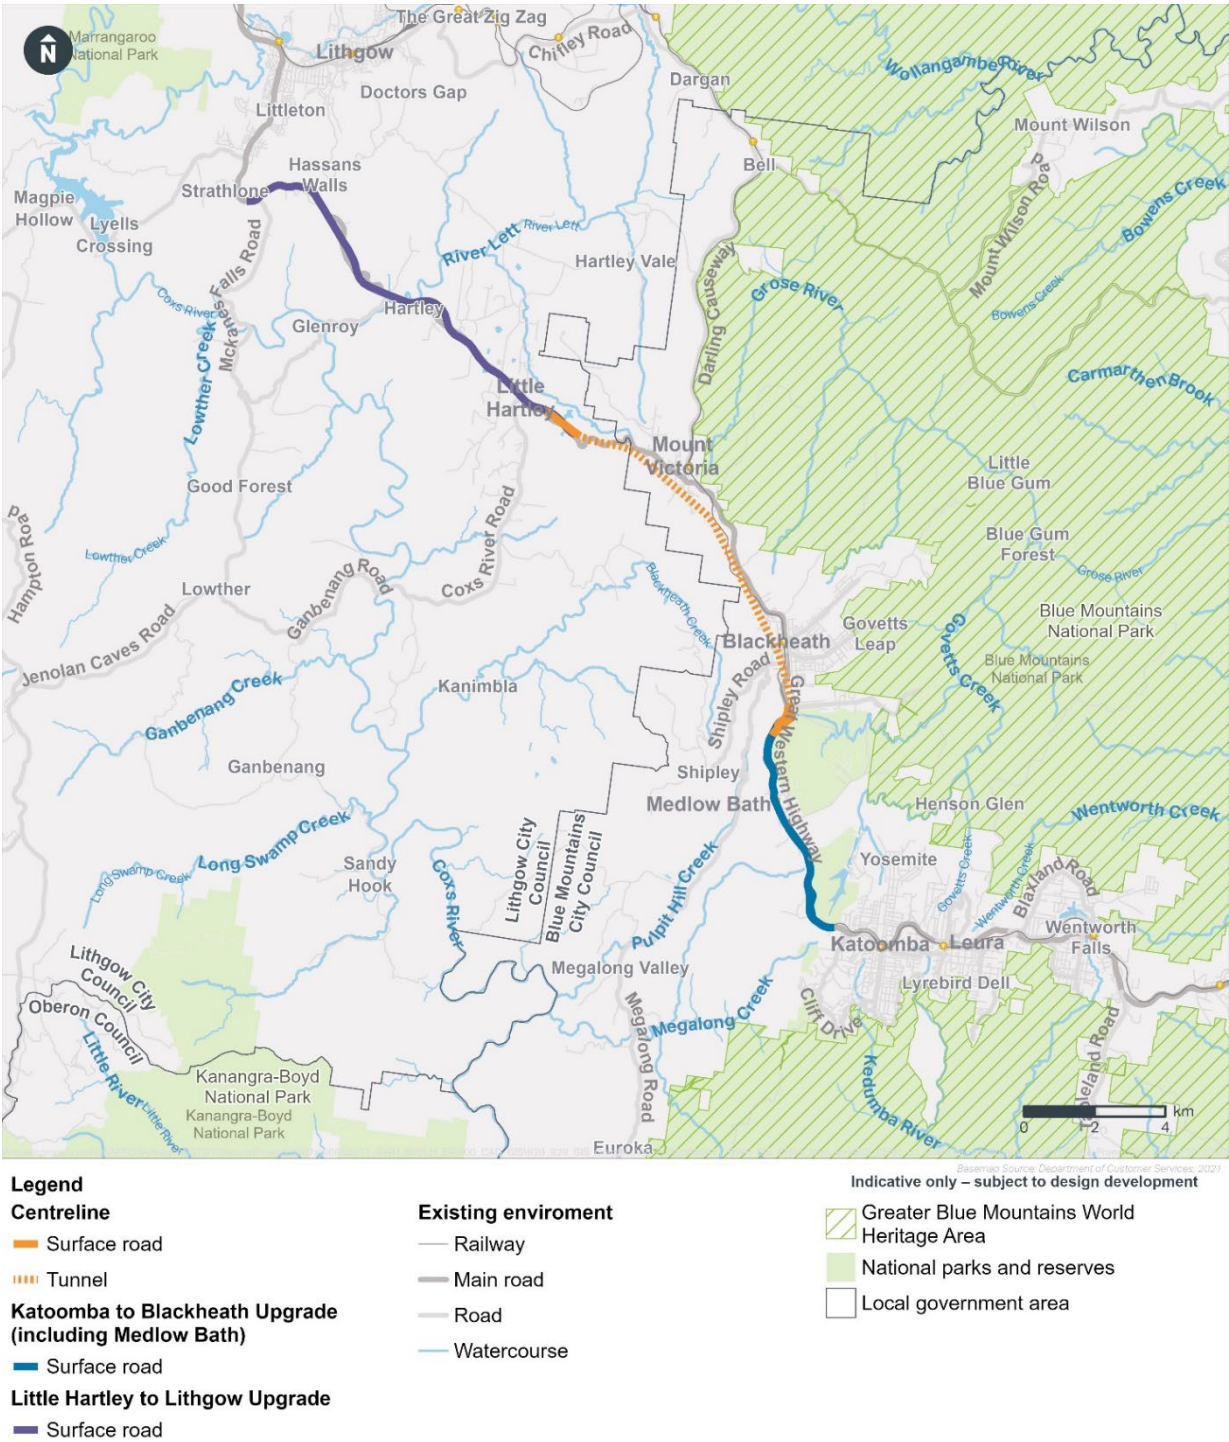 N
Marrangaroo
National Park
The Great Zig Zag
Lithgow
Chifley Road
Wollangambe River
Doctors Gap
Dargan
Littleton
Mount Wilson
Hassans
Walls
Bell
Strathlone
Magpie
Hollow
Lyells
Crossing
Bowens Creek
Mount Wilson Road
River Lett
River Lett
Hartley Vale
Mckanes Falls Road
Coxs River
Darling Causeway
Grose River
Bowens Creek
Hartley
Glenroy
Lowther Creek
Little
Hartley
Carmarthen Brook
Mount
Victoria
Little
Blue Gum
Good Forest
Hampton Road
Coxs River Road
Blue Gum
Forest
Lowther Creek
Grose River
Lowther
Ganbenang Road
Blackheath Creek
Blue Mountains
National Park
Blue Mountains
National Park
Govetts
Leap
Govetts Creek
Blackheath
Jenolan Caves Road
Kanimbla
Shipley Road
Great Western Highway
Ganbenang Creek
Ganbenang
Shipley
Medlow Bath
Henson Glen
Wentworth Creek
Long Swamp Creek
Long Swamp Creek
Sandy
Hook
Coxs River
Lithgow City
Council
Blue Mountains
City Council
Pulpit Hill Creek
Yosemite
Govetts Creek
Wentworth Creek
Blaxland Road
Wentworth
Falls
Katoomba
Leura
Lithgow City
Council
Oberon Council
Megalong Valley
Lyrebird Dell
Megalong Creek
Cliff Drive
Megalong Road
Little River
Little River
Kanangra-Boyd
National Park
Kanangra-Boyd
National Park
Kedumba River
Tableland Road
Euroka
km
0 2 4
Basemap Source: Department of Customer Services, 2021
Indicative only – subject to design development
Legend
Centreline
Surface road
Tunnel
Katoomba to Blackheath Upgrade
(including Medlow Bath)
Surface road
Little Hartley to Lithgow Upgrade
Surface road
Existing enviroment
Railway
Main road
Road
Watercourse
Greater Blue Mountains World
Heritage Area
National parks and reserves
Local government area